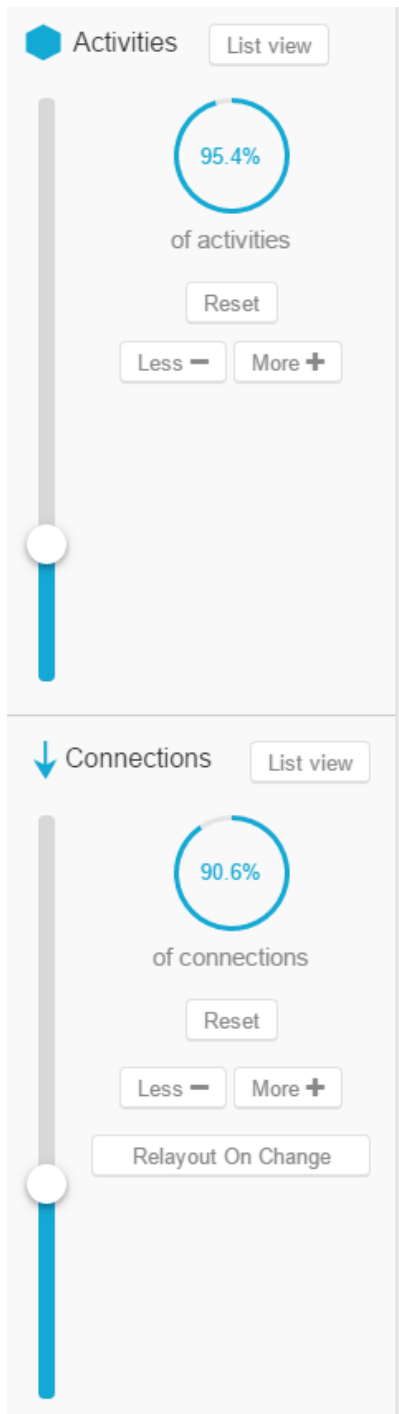 Activities List view
95.4%
of activities
Reset
Less More
Connections List view
90.6%
of connections
Reset
Less More
Relayout On Change